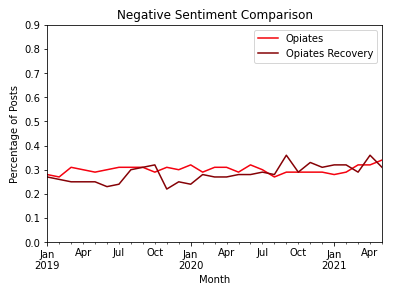 Negative Sentiment Comparison
Opiates
Opiates Recovery
Percentage of Posts
0.9
0.8
0.7
0.6
0.5
0.4
0.3
0.2
0.1
0.0
Jan Apr Jul Oct Jan Apr Jul Oct Jan Apr
2019 2020 2021
Month